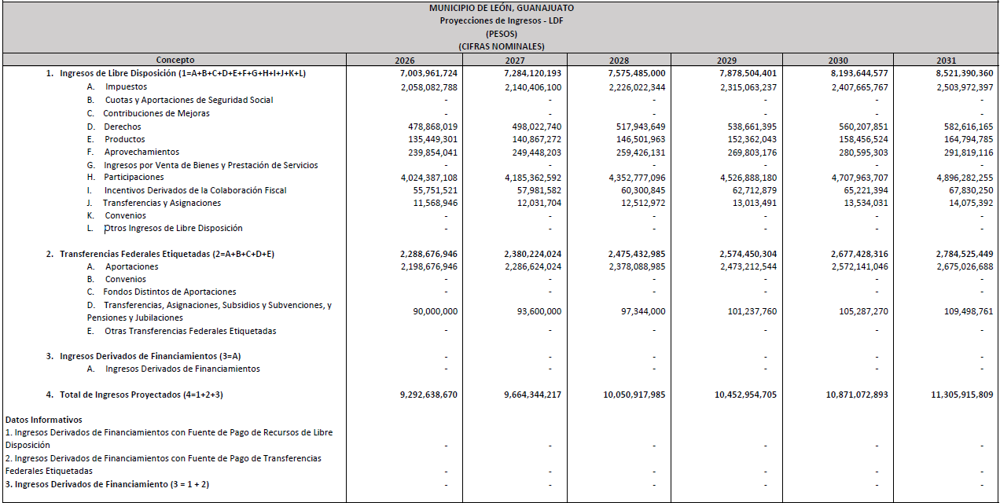 MUNICIPIO DE LEÓN, GUANAJUATO
Proyecciones de Ingresos - LDF
(PESOS)
(CIFRAS NOMINALES)
Concepto 2026 2027 2028 2029 2030 2031
1. Ingresos de Libre Disposición (1=A+B+C+D+E+F+G+H+I+J+K+L) 7,003,961,724 7,284,120,193 7,575,485,000 7,878,504,401 8,193,644,577 8,521,390,360
A. Impuestos 2,058,082,788 2,140,406,100 2,226,022,344 2,315,063,237 2,407,665,767 2,503,972,397
B. Cuotas y Aportaciones de Seguridad Social - - - - - -
C. Contribuciones de Mejoras - - - - - -
D. Derechos 478,868,019 498,022,740 517,943,649 538,661,395 560,207,851 582,616,165
E. Productos 135,449,301 140,867,272 146,501,963 152,362,043 158,456,524 164,794,785
F. Aprovechamientos 239,854,041 249,448,203 259,426,131 269,803,176 280,595,303 291,819,116
G. Ingresos por Venta de Bienes y Prestación de Servicios - - - - - -
H. Participaciones 4,024,387,108 4,185,362,592 4,352,777,096 4,526,888,180 4,707,963,707 4,896,282,255
I. Incentivos Derivados de la Colaboración Fiscal 55,751,521 57,981,582 60,300,845 62,712,879 65,221,394 67,830,250
J. Transferencias y Asignaciones 11,568,946 12,031,704 12,512,972 13,013,491 13,534,031 14,075,392
K. Convenios - - - - - -
L. Otros Ingresos de Libre Disposición - - - - - -
2. Transferencias Federales Etiquetadas (2=A+B+C+D+E) 2,288,676,946 2,380,224,024 2,475,432,985 2,574,450,304 2,677,428,316 2,784,525,449
A. Aportaciones 2,198,676,946 2,286,624,024 2,378,088,985 2,473,212,544 2,572,141,046 2,675,026,688
B. Convenios - - - - - -
C. Fondos Distintos de Aportaciones - - - - - -
D. Transferencias, Asignaciones, Subsidios y Subvenciones, y
Pensiones y Jubilaciones 90,000,000 93,600,000 97,344,000 101,237,760 105,287,270 109,498,761
E. Otras Transferencias Federales Etiquetadas - - - - - -
3. Ingresos Derivados de Financiamientos (3=A) - - - - - -
A. Ingresos Derivados de Financiamientos - - - - - -
4. Total de Ingresos Proyectados (4=1+2+3) 9,292,638,670 9,664,344,217 10,050,917,985 10,452,954,705 10,871,072,893 11,305,915,809
Datos Informativos
1. Ingresos Derivados de Financiamientos con Fuente de Pago de Recursos de Libre
Disposición - - - - - -
2. Ingresos Derivados de Financiamientos con Fuente de Pago de Transferencias
Federales Etiquetadas - - - - - -
3. Ingresos Derivados de Financiamiento (3 = 1 + 2) - - - - - -